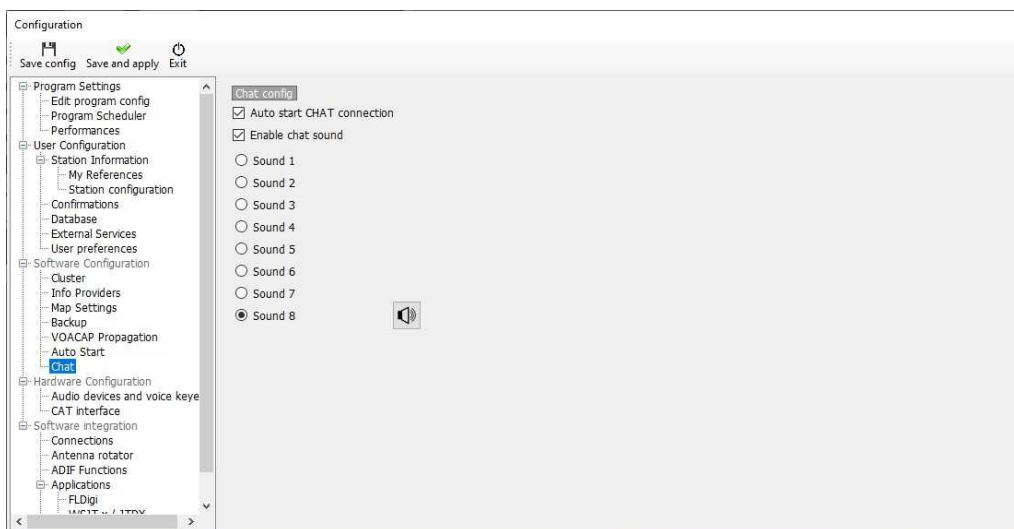 Configuration
Save config Save and apply Exit
Program Settings
Edit program config
Program Scheduler
Performances
User Configuration
Station Information
My References
Station configuration
Confirmations
Database
External Services
User preferences
Software Configuration
Cluster
Info Providers
Map Settings
Backup
VOACAP Propagation
Auto Start
Chat
Hardware Configuration
Audio devices and voice keye
CAT interface
Software integration
Connections
Antenna rotator
ADIF Functions
Applications
FLDigi
WSJT-x / JTDX
Chat config
Auto start CHAT connection
Enable chat sound
Sound 1
Sound 2
Sound 3
Sound 4
Sound 5
Sound 6
Sound 7
Sound 8